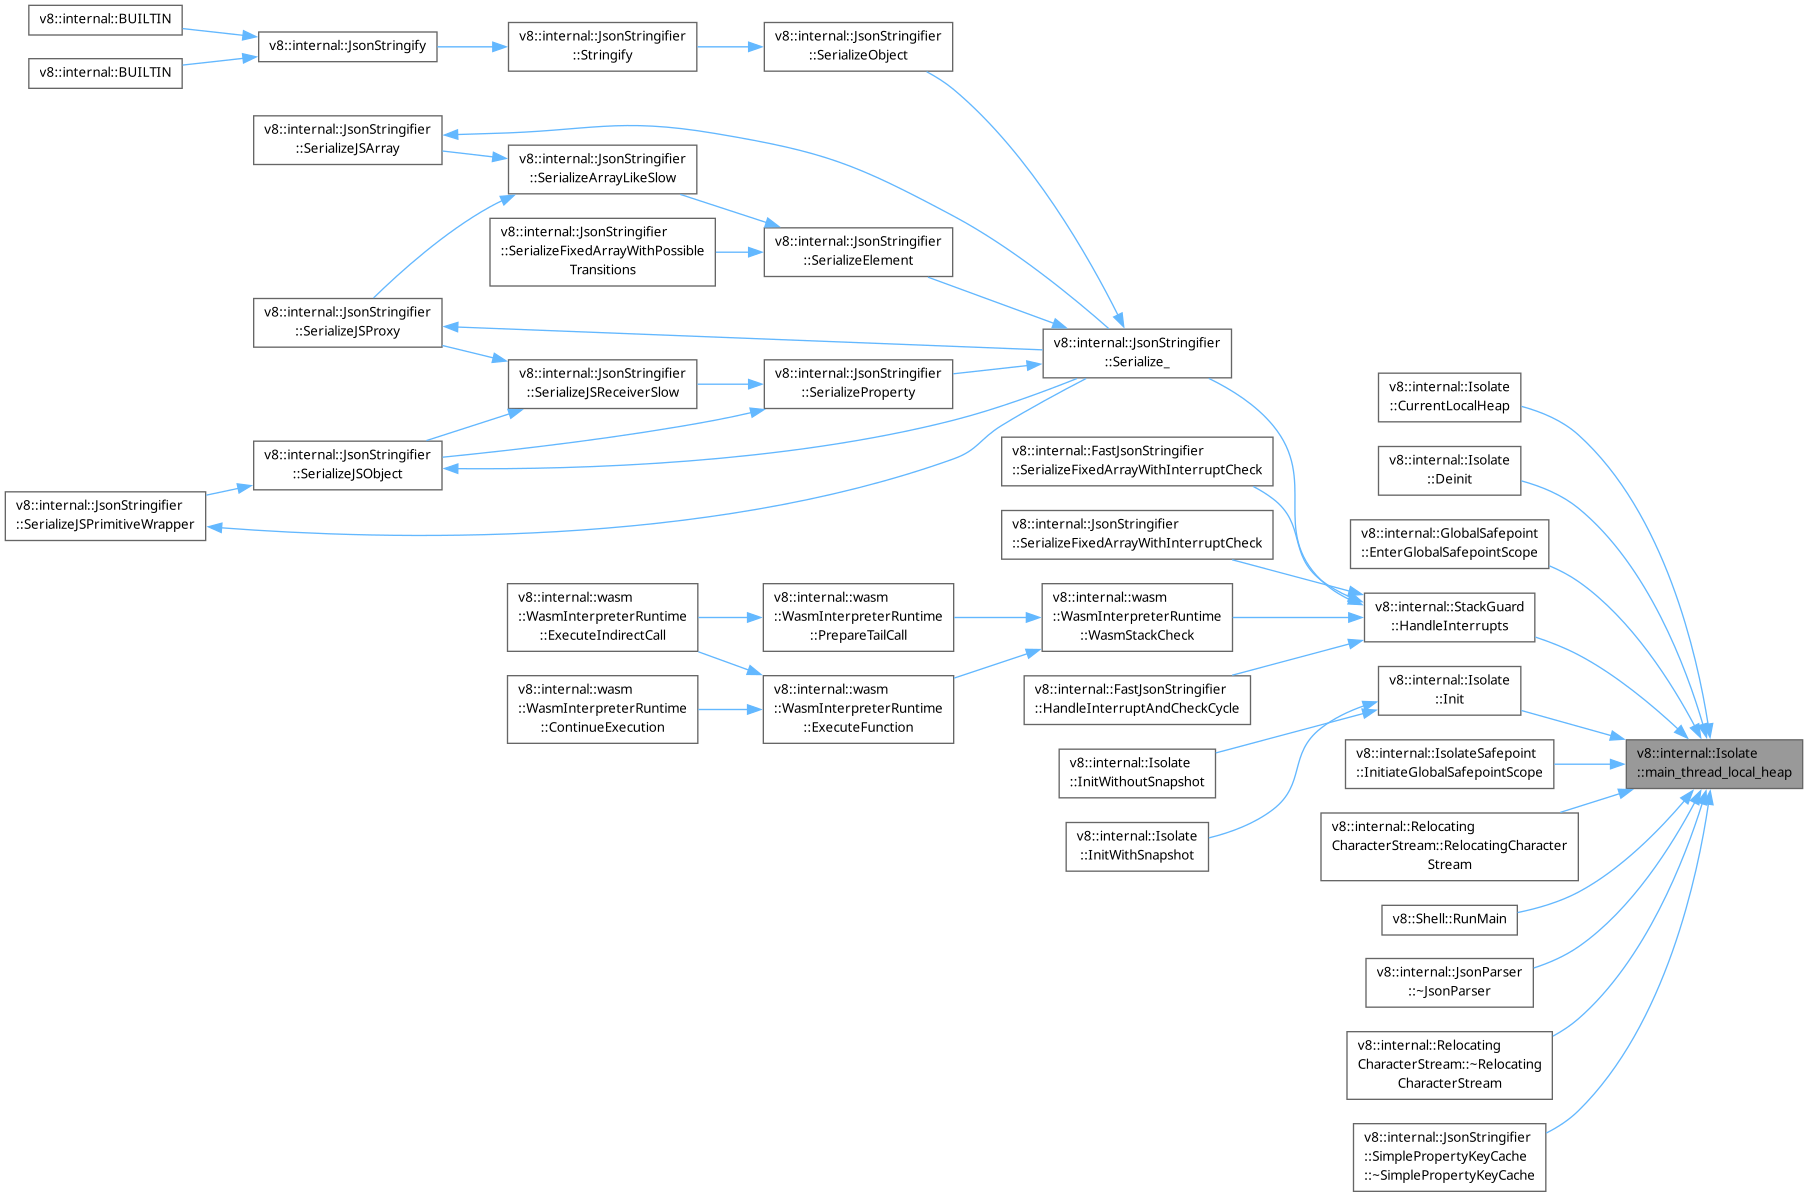 v8::internal::BUILTIN
v8::internal::BUILTIN
v8::internal::JsonStringify
v8::internal::JsonStringifier
::Stringify
v8::internal::JsonStringifier
::SerializeObject
v8::internal::JsonStringifier
::SerializeJSArray
v8::internal::JsonStringifier
::SerializeArrayLikeSlow
v8::internal::JsonStringifier
::SerializeFixedArrayWithPossible
Transitions
v8::internal::JsonStringifier
::SerializeElement
v8::internal::JsonStringifier
::SerializeJSProxy
v8::internal::JsonStringifier
::SerializeJSReceiverSlow
v8::internal::JsonStringifier
::SerializeProperty
v8::internal::JsonStringifier
::Serialize_
v8::internal::JsonStringifier
::SerializeJSObject
v8::internal::JsonStringifier
::SerializeJSPrimitiveWrapper
v8::internal::FastJsonStringifier
::SerializeFixedArrayWithInterruptCheck
v8::internal::JsonStringifier
::SerializeFixedArrayWithInterruptCheck
v8::internal::wasm
::WasmInterpreterRuntime
::ExecuteIndirectCall
v8::internal::wasm
::WasmInterpreterRuntime
::PrepareTailCall
v8::internal::wasm
::WasmInterpreterRuntime
::WasmStackCheck
v8::internal::wasm
::WasmInterpreterRuntime
::ContinueExecution
v8::internal::wasm
::WasmInterpreterRuntime
::ExecuteFunction
v8::internal::FastJsonStringifier
::HandleInterruptAndCheckCycle
v8::internal::Isolate
::InitWithoutSnapshot
v8::internal::Isolate
::InitWithSnapshot
v8::internal::Isolate
::CurrentLocalHeap
v8::internal::Isolate
::Deinit
v8::internal::GlobalSafepoint
::EnterGlobalSafepointScope
v8::internal::StackGuard
::HandleInterrupts
v8::internal::Isolate
::Init
v8::internal::IsolateSafepoint
::InitiateGlobalSafepointScope
v8::internal::Relocating
CharacterStream::RelocatingCharacter
Stream
v8::Shell::RunMain
v8::internal::JsonParser
::~JsonParser
v8::internal::Relocating
CharacterStream::~Relocating
CharacterStream
v8::internal::JsonStringifier
::SimplePropertyKeyCache
::~SimplePropertyKeyCache
v8::internal::Isolate
::main_thread_local_heap